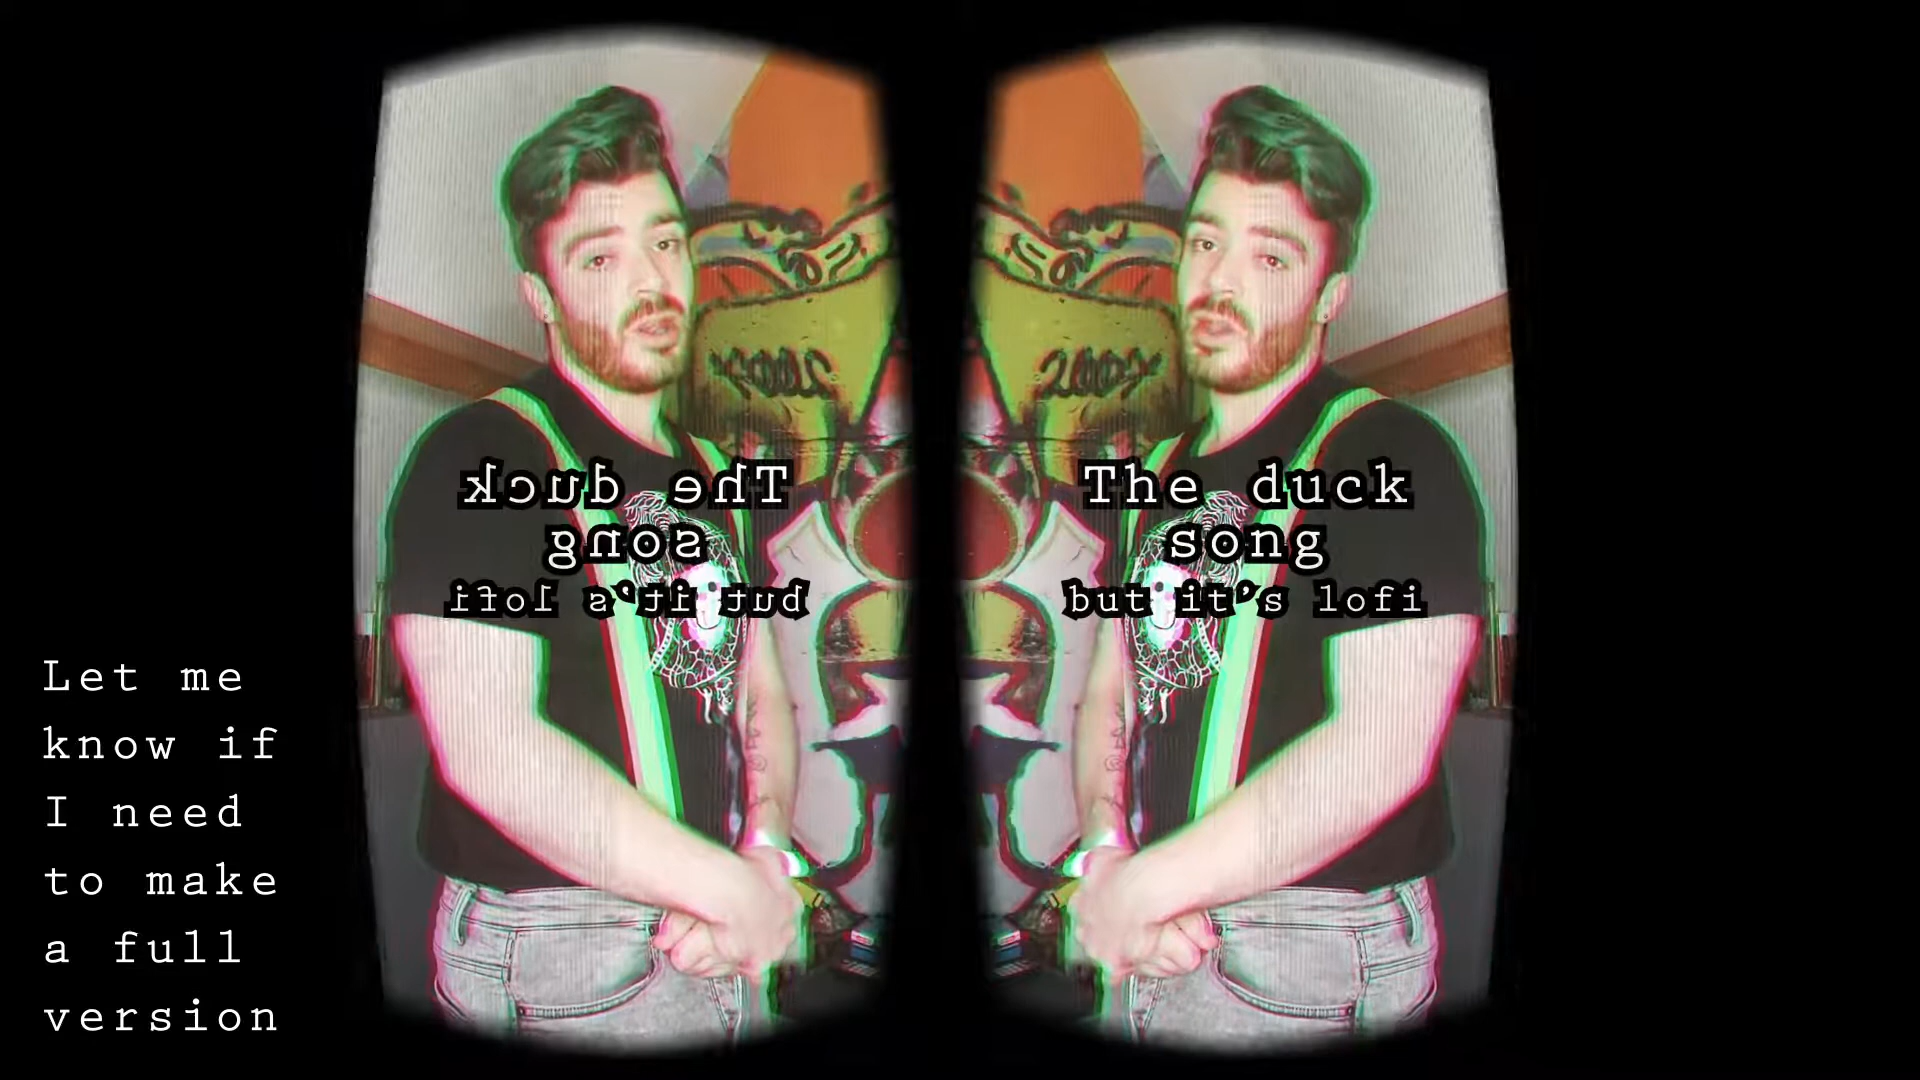 The duck
song
but it's lofi
The duck
song
but it's lofi
Let me
know if
I need
to make
a full
version